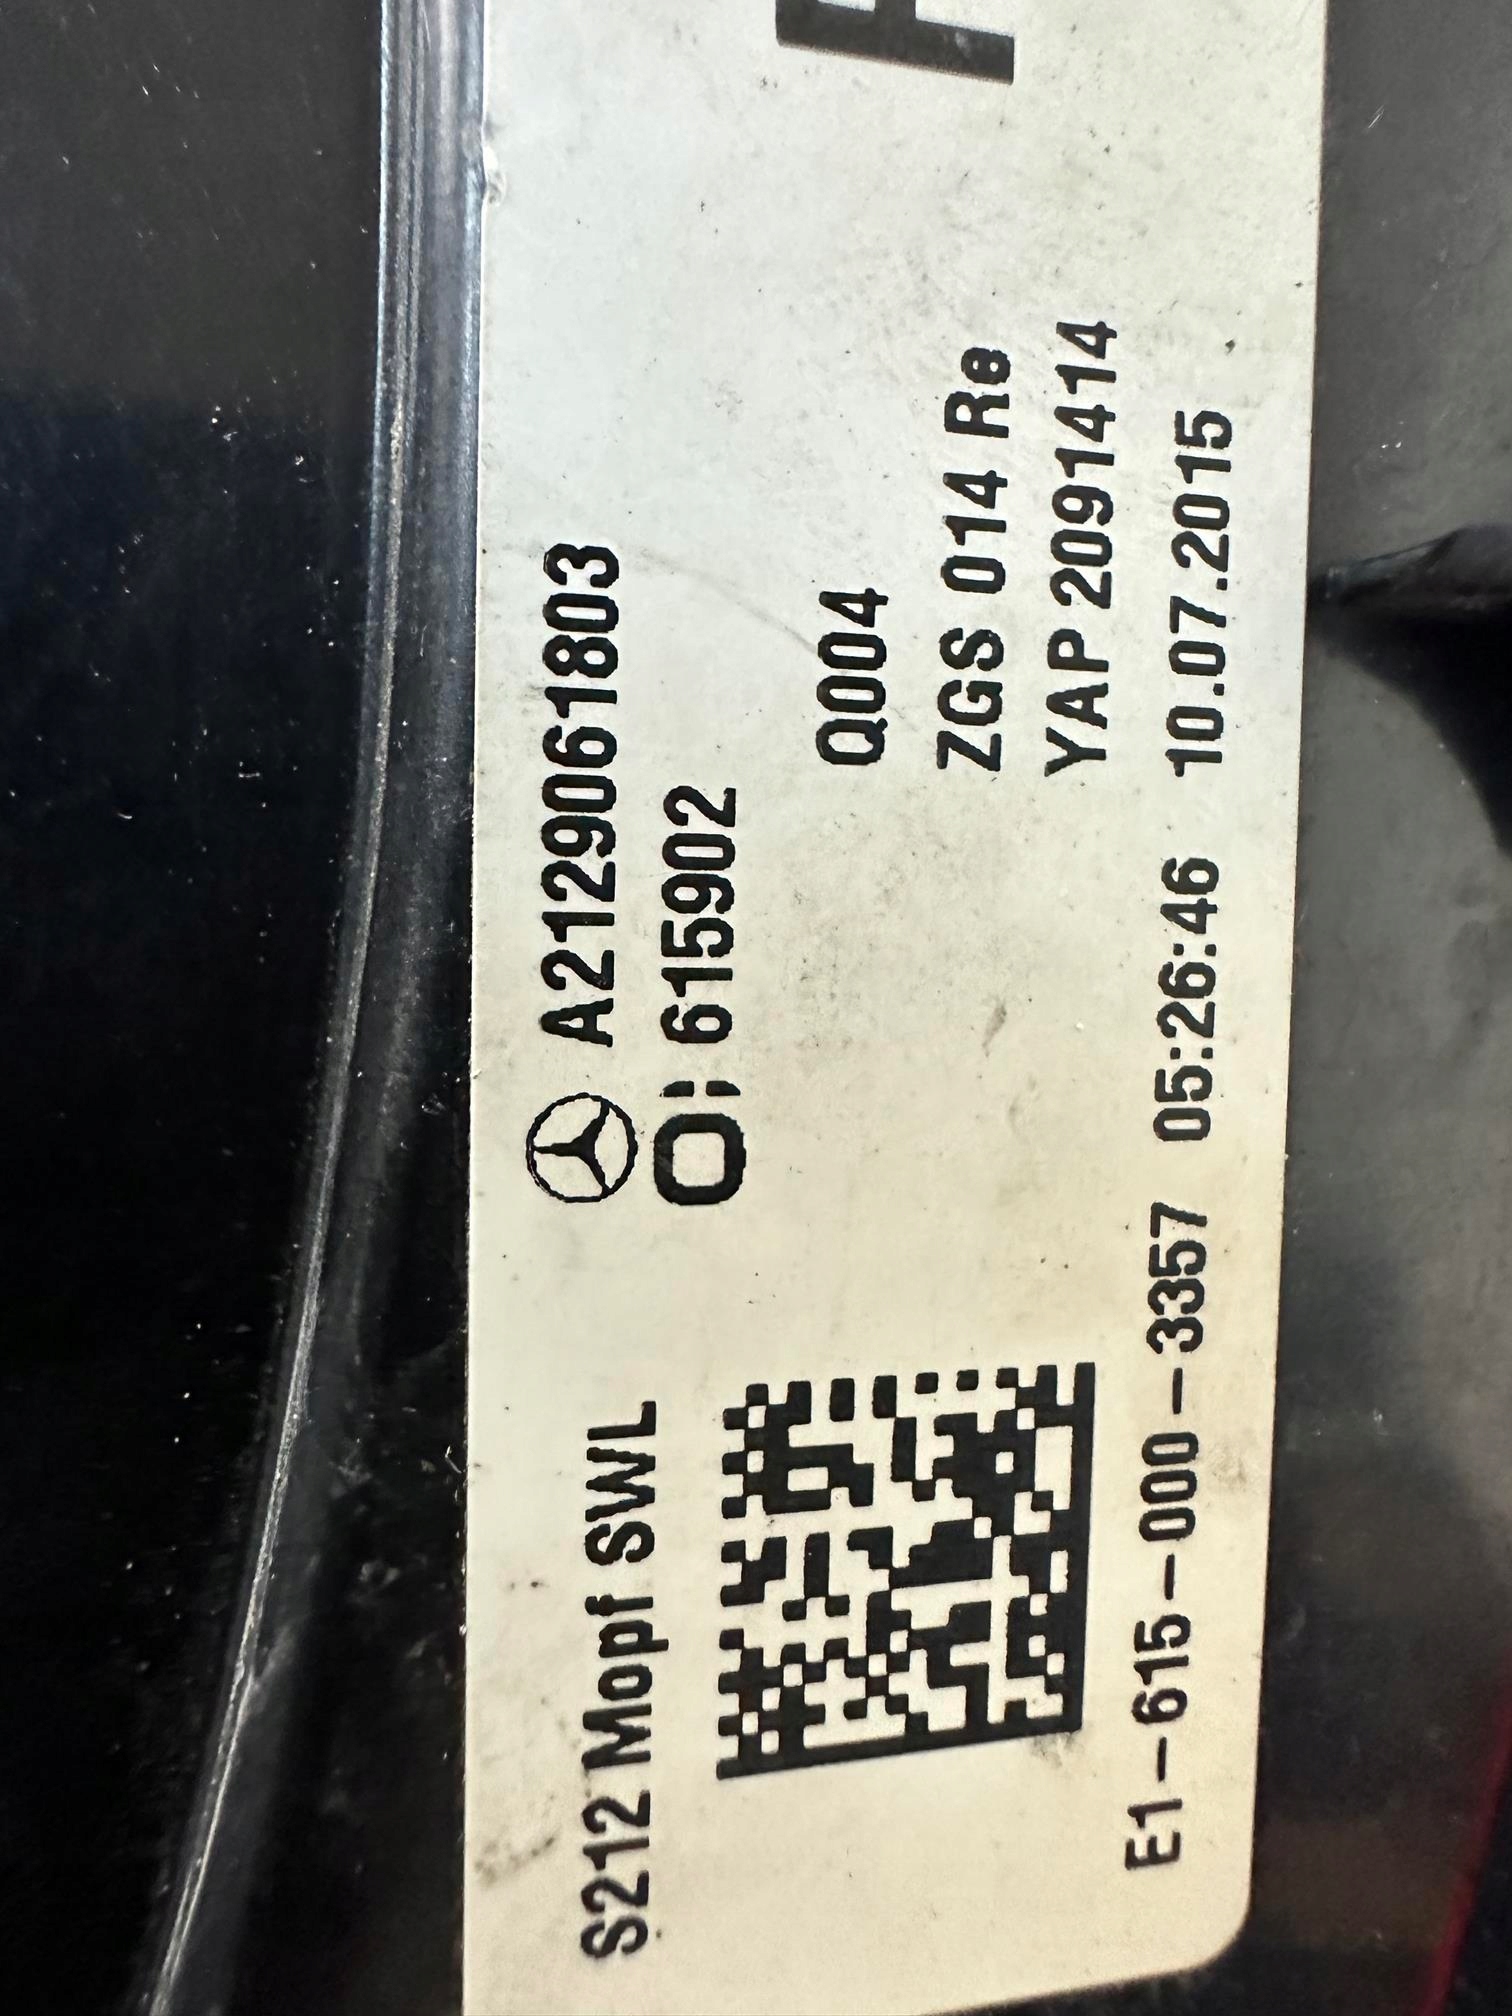 S212 Mopf SWL
A2129061803
O: 615902
Q004
ZGS 014 Re
YAP 2091414
E1-615-000-3357 05:26:46 10.07.2015